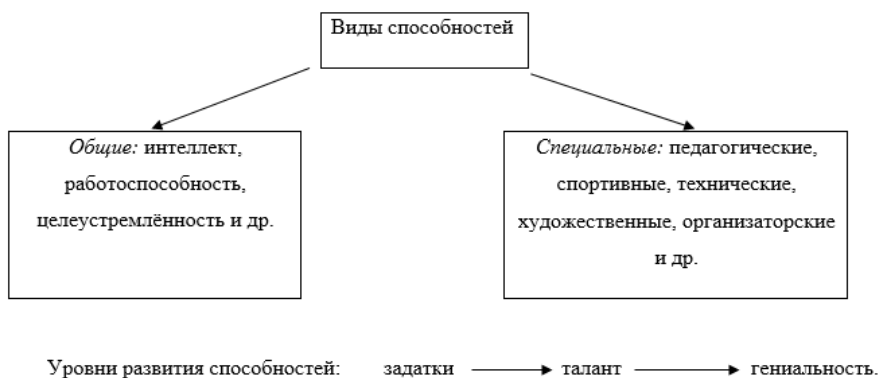 Виды способностей
Общие: интеллект,
работоспособность,
целеустремлённость и др.
Специальные: педагогические,
спортивные, технические,
художественные, организаторские
и др.
Уровни развития способностей: задатки талант гениальность.